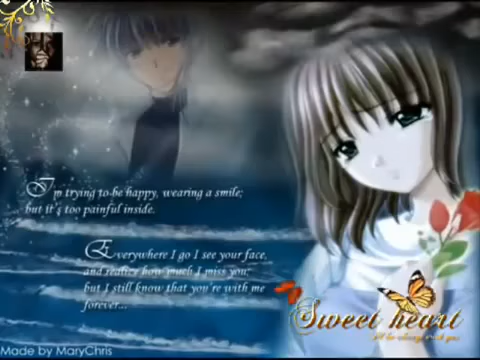 I'm trying to be happy, wearing a smile;
but it's too painful inside.
Everywhere I go I see your face,
and realize how much I miss you;
but I still know that you're with me
forever...
Sweet heart
Made by MaryChris